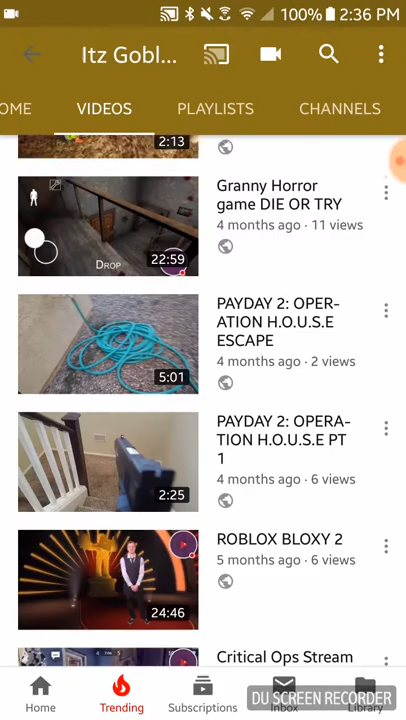 100% 2:36 PM
Itz Gobl...
OME VIDEOS PLAYLISTS CHANNELS
2:13
Granny Horror
game DIE OR TRY
4 months ago · 11 views
DROP
22:59
PAYDAY 2: OPER-
ATION H.O.U.S.E
ESCAPE
4 months ago · 2 views
5:01
PAYDAY 2: OPERA-
TION H.O.U.S.E PT
1
4 months ago · 6 views
2:25
ROBLOX BLOXY 2
5 months ago · 6 views
24:46
Critical Ops Stream
Home Trending Subscriptions Inbox Library
DU SCREEN RECORDER